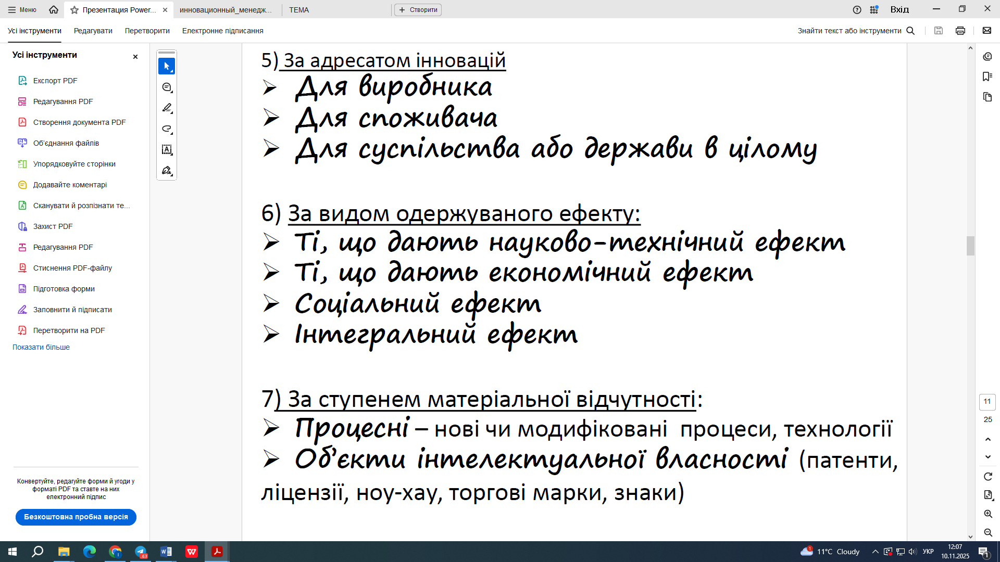 Меню
Презентация Power...
инновационный_менедж...
ТЕМА
Створити
Вхід
Усі інструменти
Редагувати
Перетворити
Електронне підписання
Знайти текст або інструменти
Усі інструменти
Експорт PDF
Редагування PDF
Створення документа PDF
Об'єднання файлів
Упорядковуйте сторінки
Додавайте коментарі
Сканувати й розпізнати те...
Захист PDF
Редагування PDF
Стиснення PDF-файлу
Підготовка форми
Заповнити й підписати
Перетворити на PDF
Показати більше
Конвертуйте, редагуйте форми й угоди у
форматі PDF та ставте на них
електронний підпис
Безкоштовна пробна версія
5) За адресатом інновацій
➢ Для виробника
➢ Для споживача
➢ Для суспільства або держави в цілому
6) За видом одержуваного ефекту:
➢ Ті, що дають науково-технічний ефект
➢ Ті, що дають економічний ефект
➢ Соціальний ефект
➢ Інтегральний ефект
7) За ступенем матеріальної відчутності:
➢ Процесні – нові чи модифіковані процеси, технології
➢ Об'єкти інтелектуальної власності (патенти,
ліцензії, ноу-хау, торгові марки, знаки)
11
25
.63
1
11°C Cloudy
УКР
12:07
10.11.2025
1